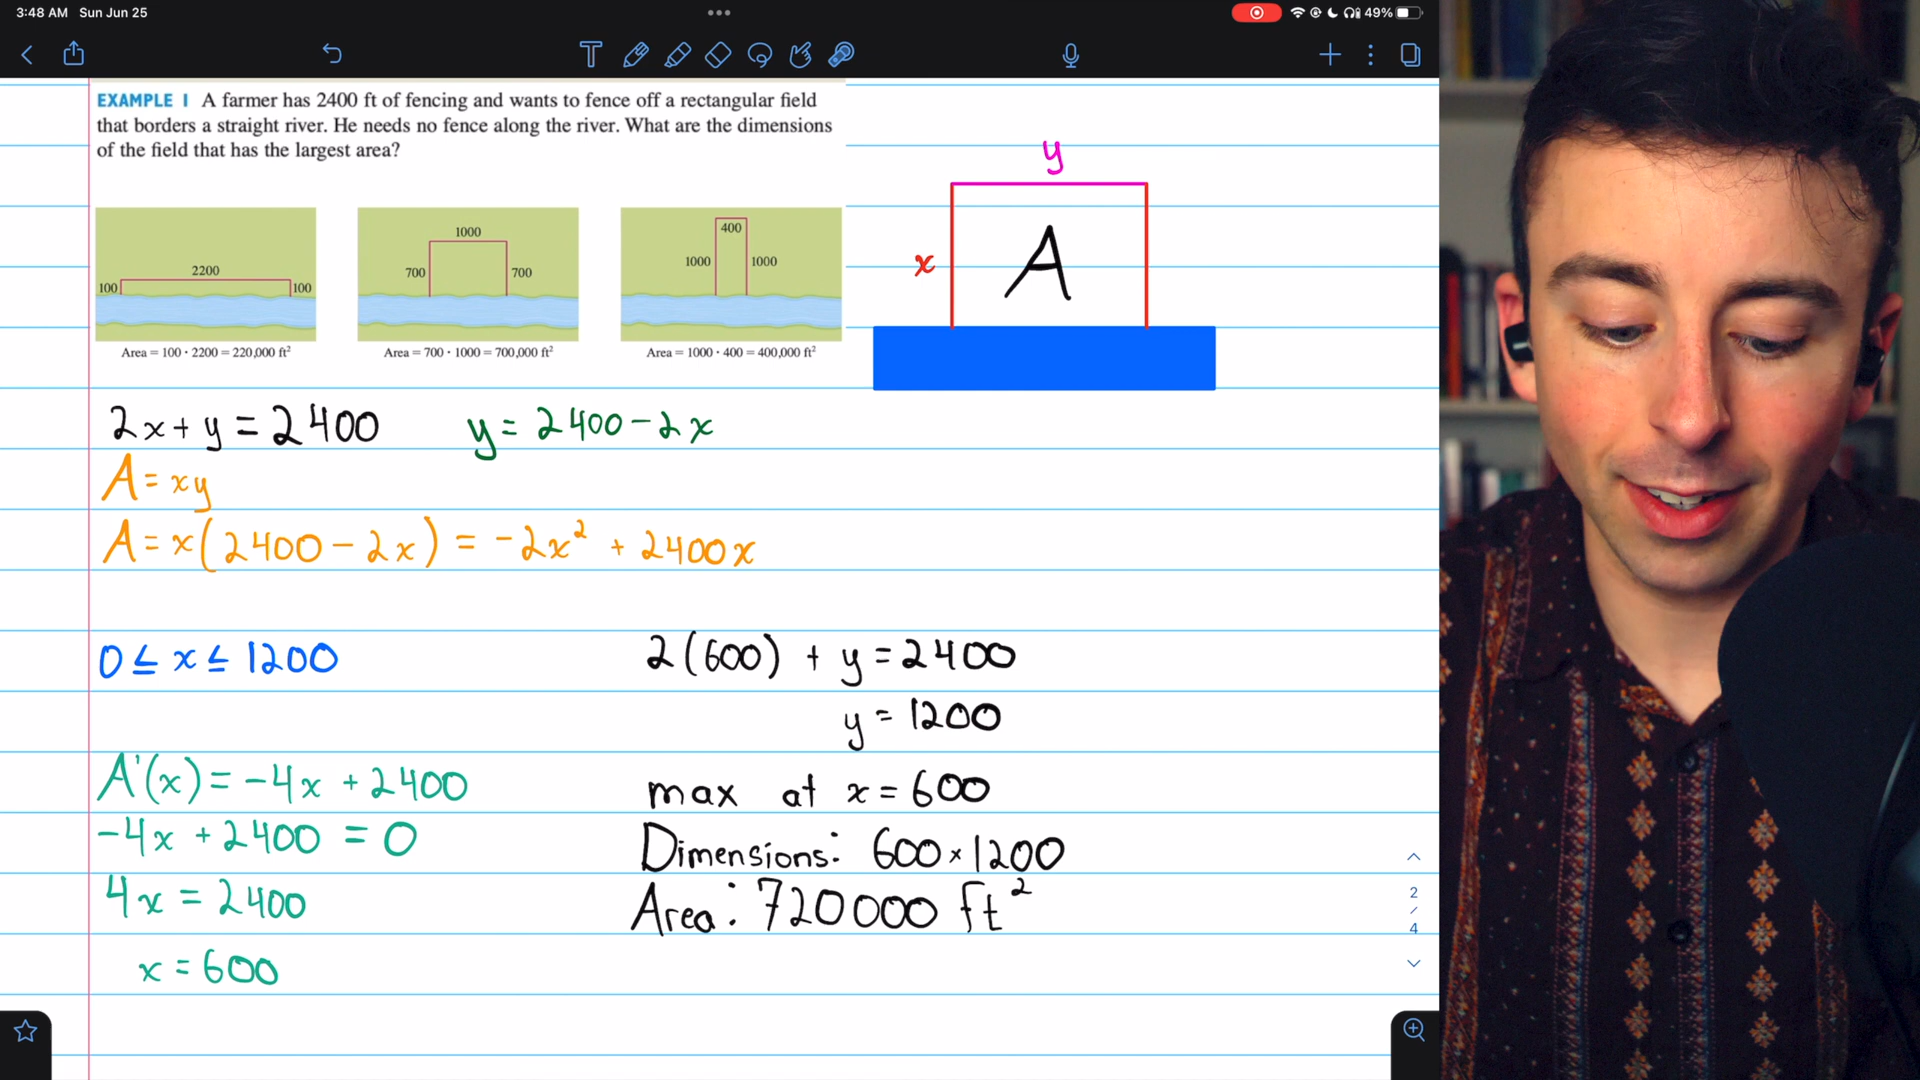 3:48 AM Sun Jun 25
49%
EXAMPLE 1 A farmer has 2400 ft of fencing and wants to fence off a rectangular field
that borders a straight river. He needs no fence along the river. What are the dimensions
of the field that has the largest area?
100 2200 100
Area = 100 · 2200 = 220,000 ft²
700 1000 700
Area = 700 · 1000 = 700,000 ft²
1000 400 1000
Area = 1000 · 400 = 400,000 ft²
y
x
A
2x + y = 2400
y = 2400 - 2x
A = xy
A = x(2400 - 2x) = -2x² + 2400x
0 ≤ x ≤ 1200
A'(x) = -4x + 2400
-4x + 2400 = 0
4x = 2400
x = 600
2(600) + y = 2400
y = 1200
max at x = 600
Dimensions: 600 × 1200
Area: 720000 ft²
2
/
4